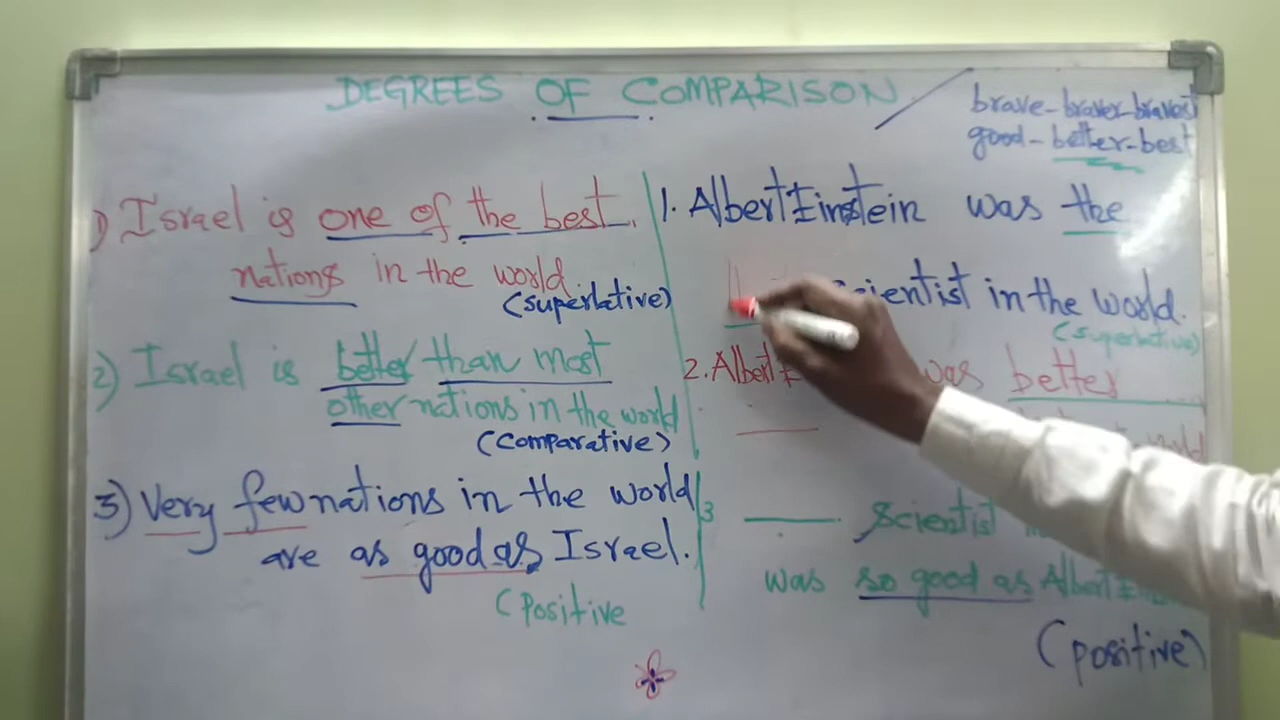 DEGREES OF COMPARISON
brave-braver-bravest
good-better-best
1) Israel is one of the best
nations in the world.
(superlative)
2) Israel is better than most
other nations in the world
(comparative)
3) Very few nations in the world
are as good as Israel.
(Positive
1. Albert Einstein was the
scientist in the world.
(superlative)
2. Albert was better
world
3 Scientist
was so good as Albert
(positive)